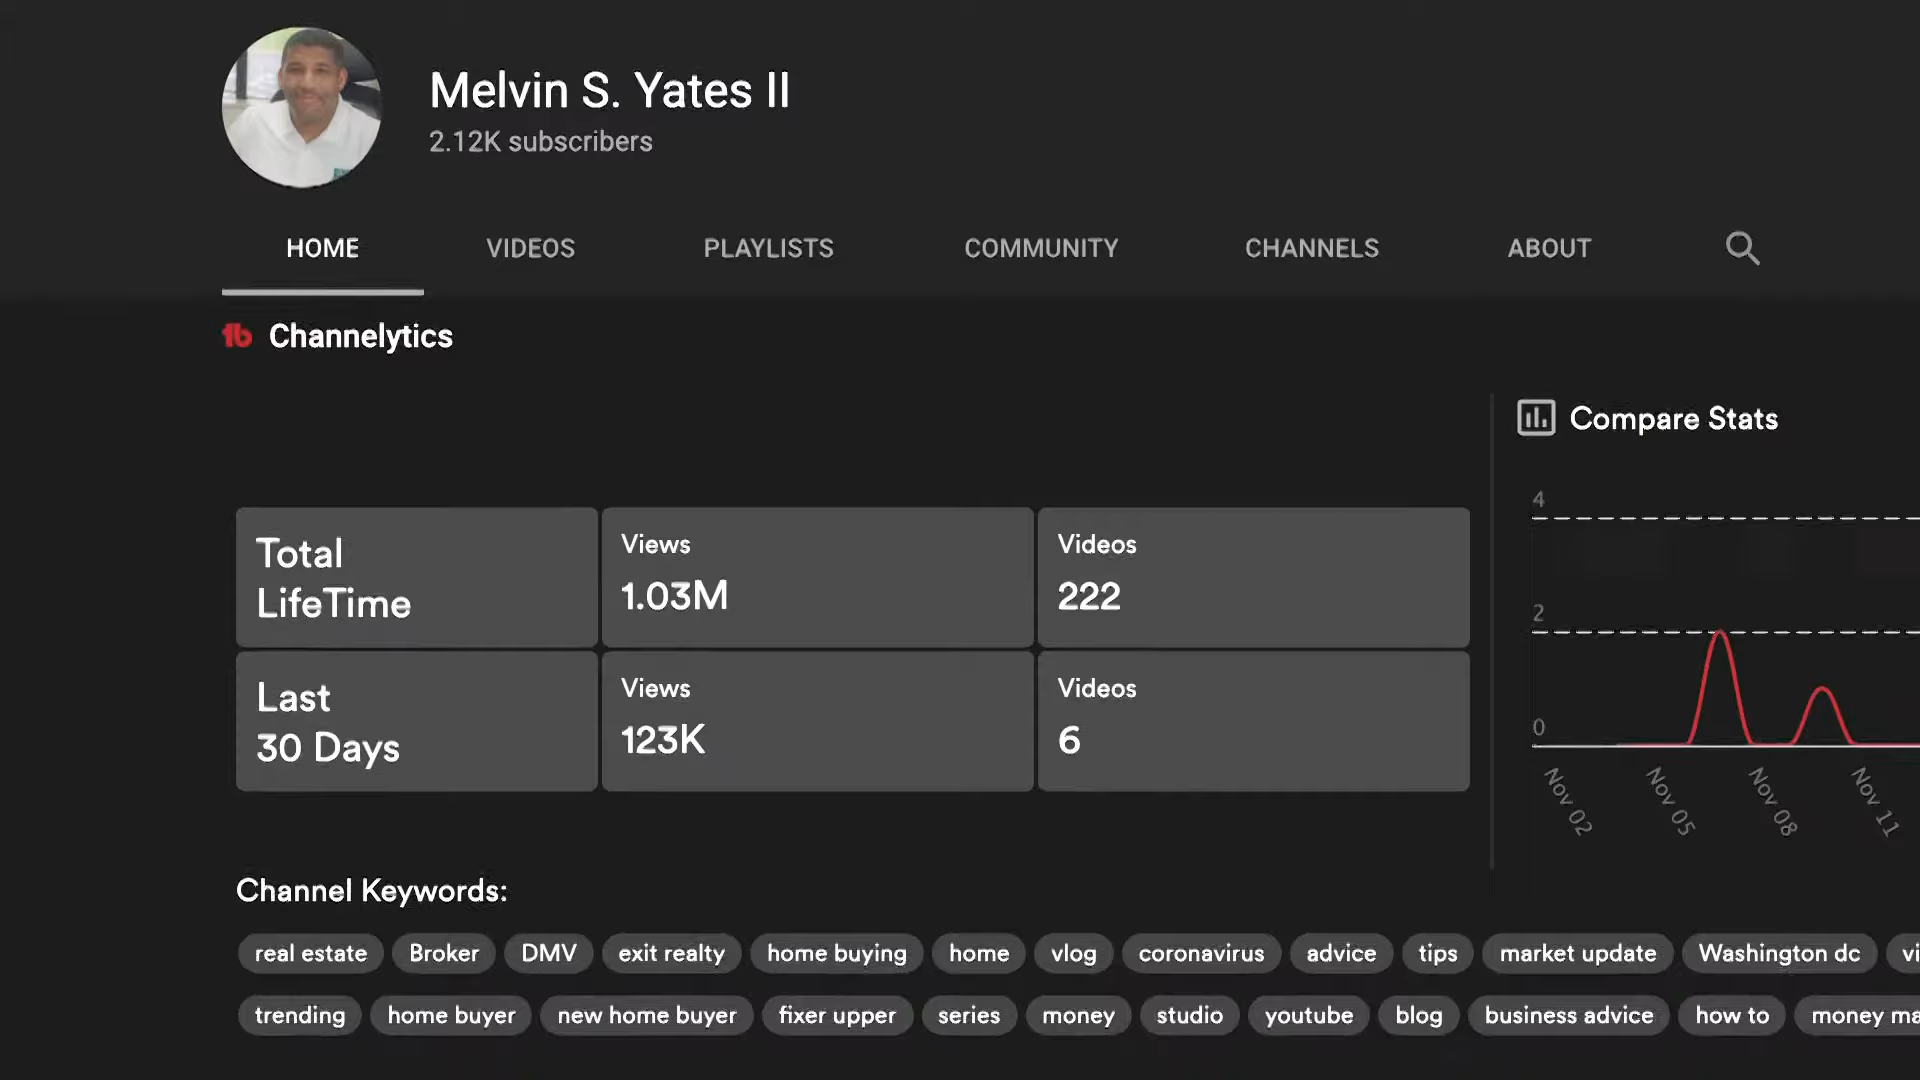 Melvin S. Yates II
2.12K subscribers
HOME VIDEOS PLAYLISTS COMMUNITY CHANNELS ABOUT
tb Channelytics
Compare Stats
Total
LifeTime
Views
1.03M
Videos
222
Last
30 Days
Views
123K
Videos
6
4
2
0
Nov 02 Nov 05 Nov 08 Nov 11
Channel Keywords:
real estate Broker DMV exit realty home buying home vlog coronavirus advice tips market update Washington dc
trending home buyer new home buyer fixer upper series money studio youtube blog business advice how to money